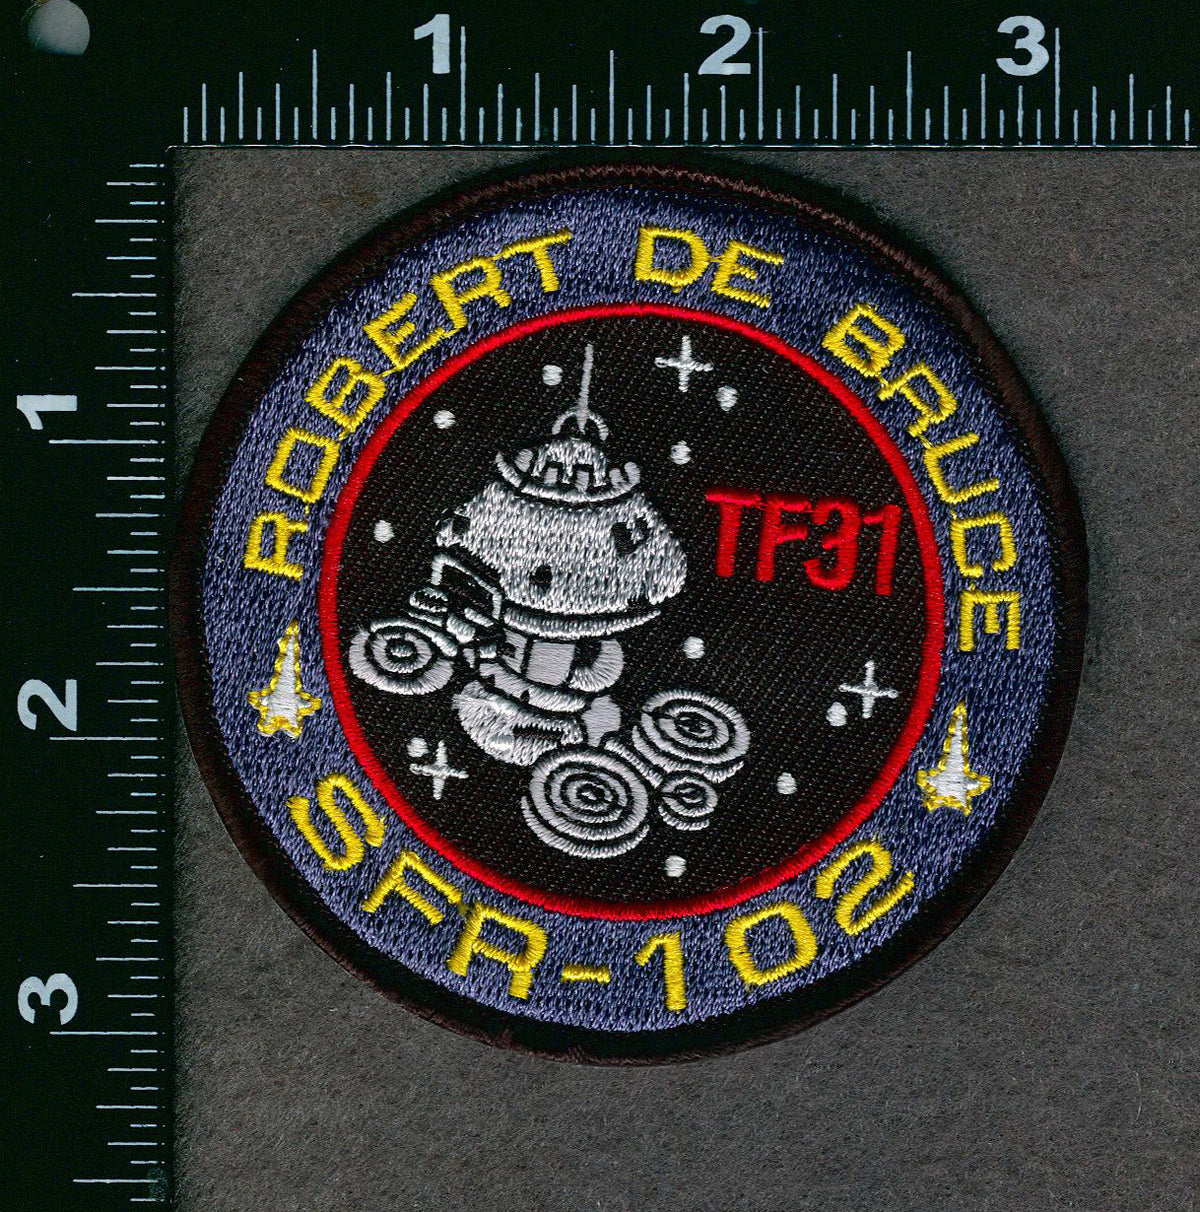 1 2 3
1
2
3
ROBERT DE BRUCE
TF31
SFR-102